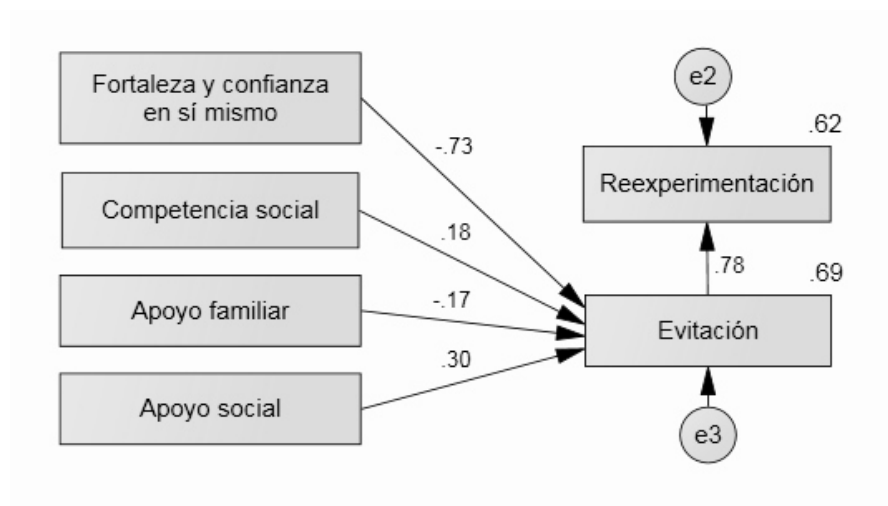 Fortaleza y confianza
en sí mismo
Competencia social
Apoyo familiar
Apoyo social
-.73
.18
-.17
.30
e2
.62
Reexperimentación
.78
.69
Evitación
e3